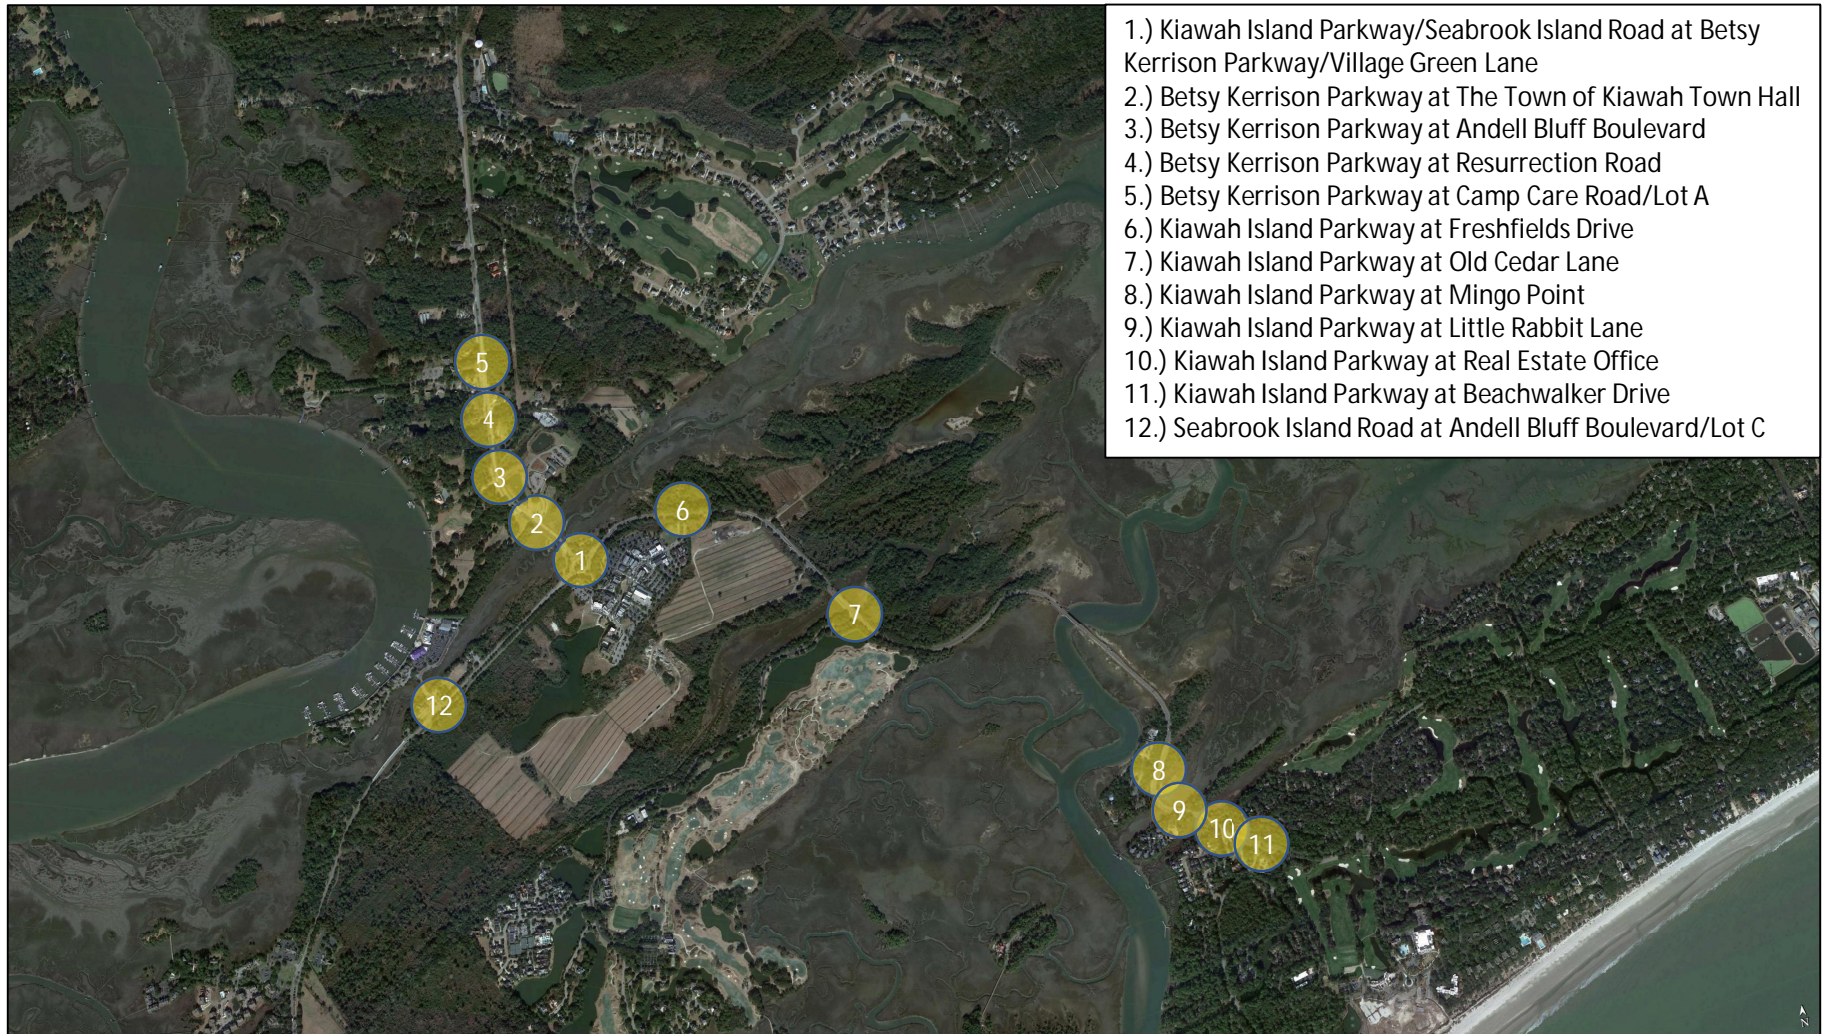 1.) Kiawah Island Parkway/Seabrook Island Road at Betsy
Kerrison Parkway/Village Green Lane
2.) Betsy Kerrison Parkway at The Town of Kiawah Town Hall
3.) Betsy Kerrison Parkway at Andell Bluff Boulevard
4.) Betsy Kerrison Parkway at Resurrection Road
5.) Betsy Kerrison Parkway at Camp Care Road/Lot A
6.) Kiawah Island Parkway at Freshfields Drive
7.) Kiawah Island Parkway at Old Cedar Lane
8.) Kiawah Island Parkway at Mingo Point
9.) Kiawah Island Parkway at Little Rabbit Lane
10.) Kiawah Island Parkway at Real Estate Office
11.) Kiawah Island Parkway at Beachwalker Drive
12.) Seabrook Island Road at Andell Bluff Boulevard/Lot C
5
4
3
2
6
1
7
12
8
9
10
11
N